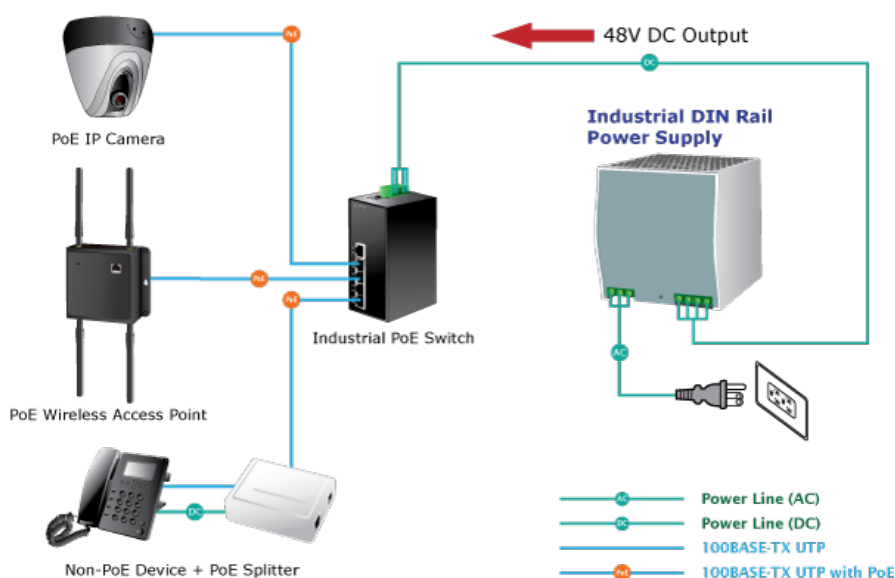 PoE
48V DC Output
DC
PoE IP Camera
Industrial DIN Rail
Power Supply
PoE
PoE
Industrial PoE Switch
AC
PoE Wireless Access Point
DC
Non-PoE Device + PoE Splitter
AC Power Line (AC)
DC Power Line (DC)
100BASE-TX UTP
PoE 100BASE-TX UTP with PoE